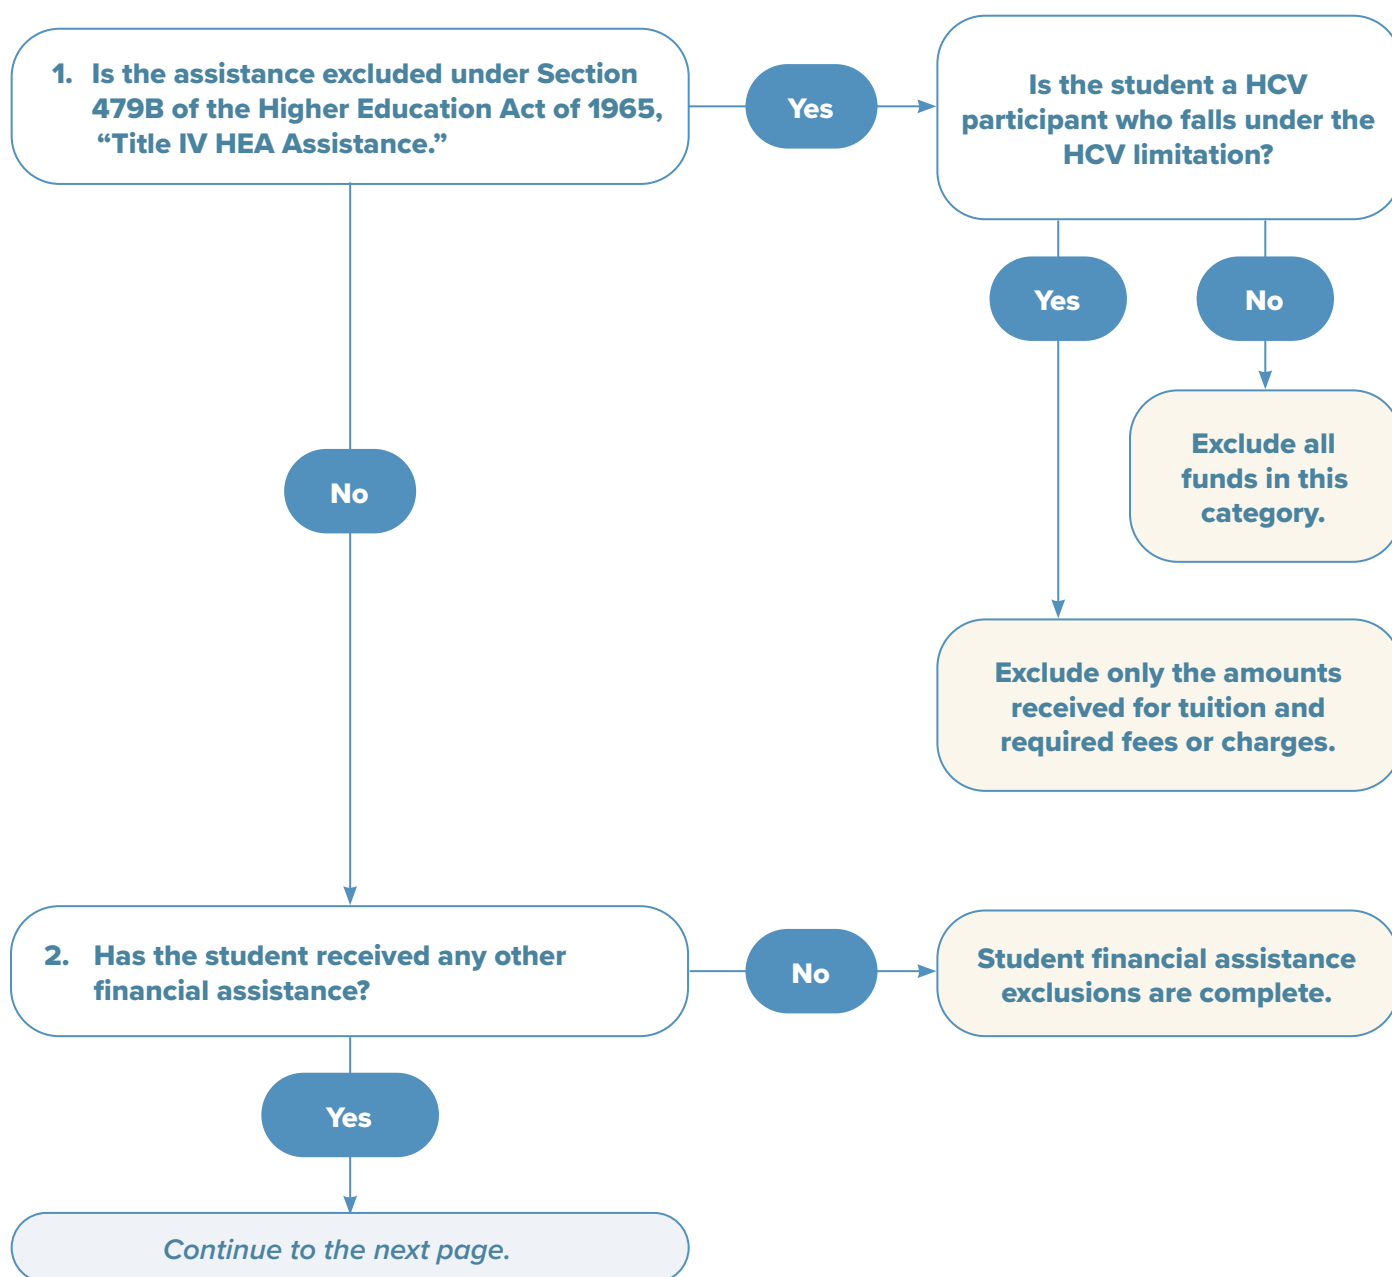 1. Is the assistance excluded under Section
479B of the Higher Education Act of 1965,
“Title IV HEA Assistance.”
Yes
Is the student a HCV
participant who falls under the
HCV limitation?
Yes
No
Exclude all
funds in this
category.
No
Exclude only the amounts
received for tuition and
required fees or charges.
2. Has the student received any other
financial assistance?
No
Student financial assistance
exclusions are complete.
Yes
Continue to the next page.